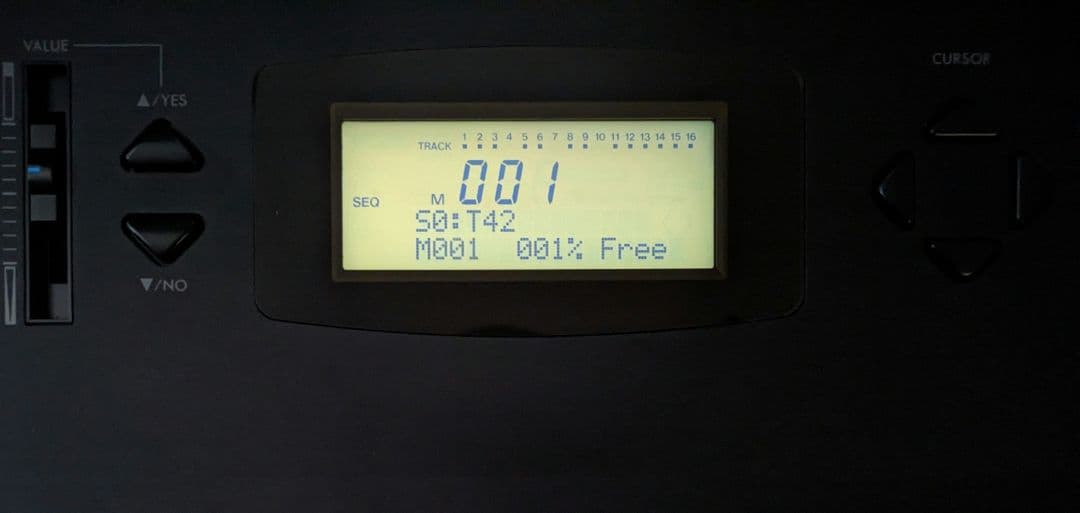 VALUE
▲/YES
▼/NO
CURSOR
1 2 3 4 5 6 7 8 9 10 11 12 13 14 15 16
TRACK
SEQ M 001
S0:T42
M001 001% Free